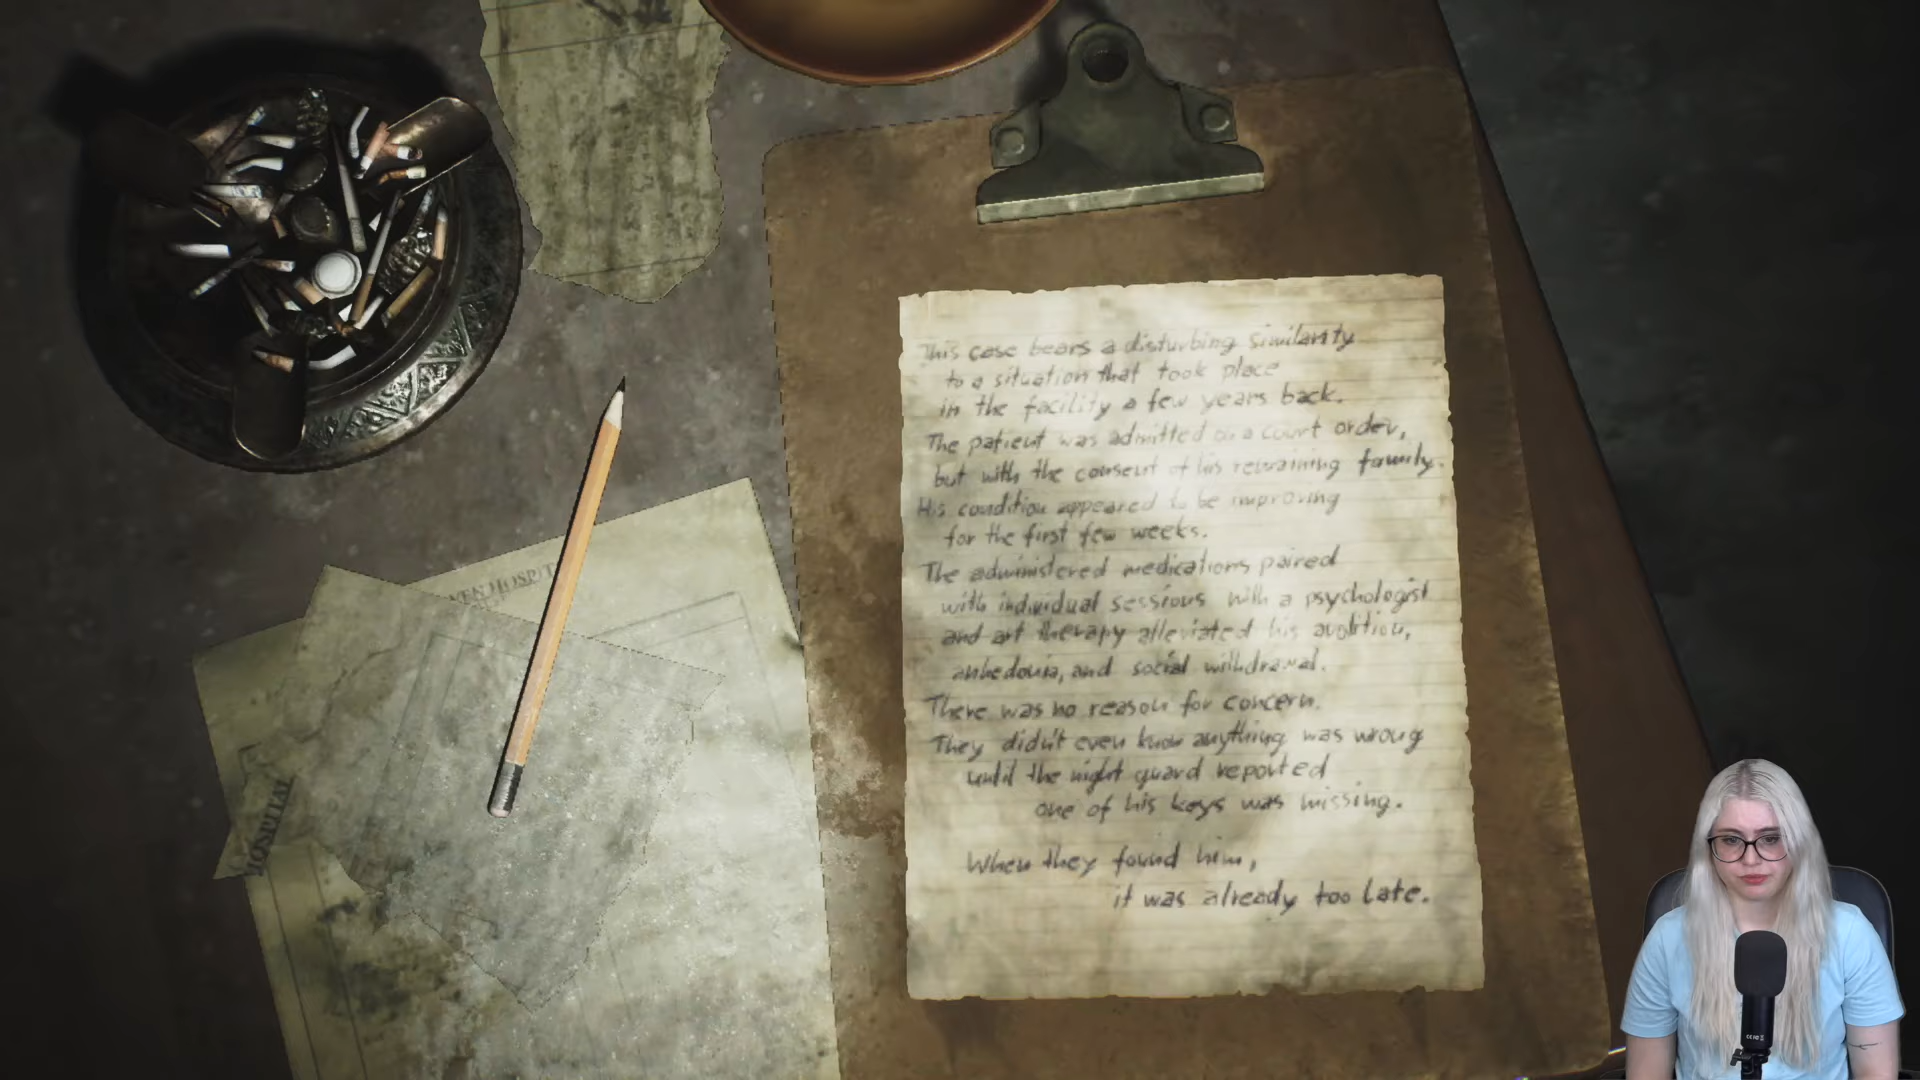 VEN HOSPIT
HOSPITAL
This case bears a disturbing similarity
to a situation that took place
in the facility a few years back.
The patient was admitted on a court order,
but with the consent of his remaining family.
His condition appeared to be improving
for the first few weeks.
The administered medications paired
with individual sessions with a psychologist
and art therapy alleviated his avolition,
anhedonia, and social withdrawal.
There was no reason for concern.
They didn't even know anything was wrong
until the night guard reported
one of his keys was missing.
When they found him,
it was already too late.